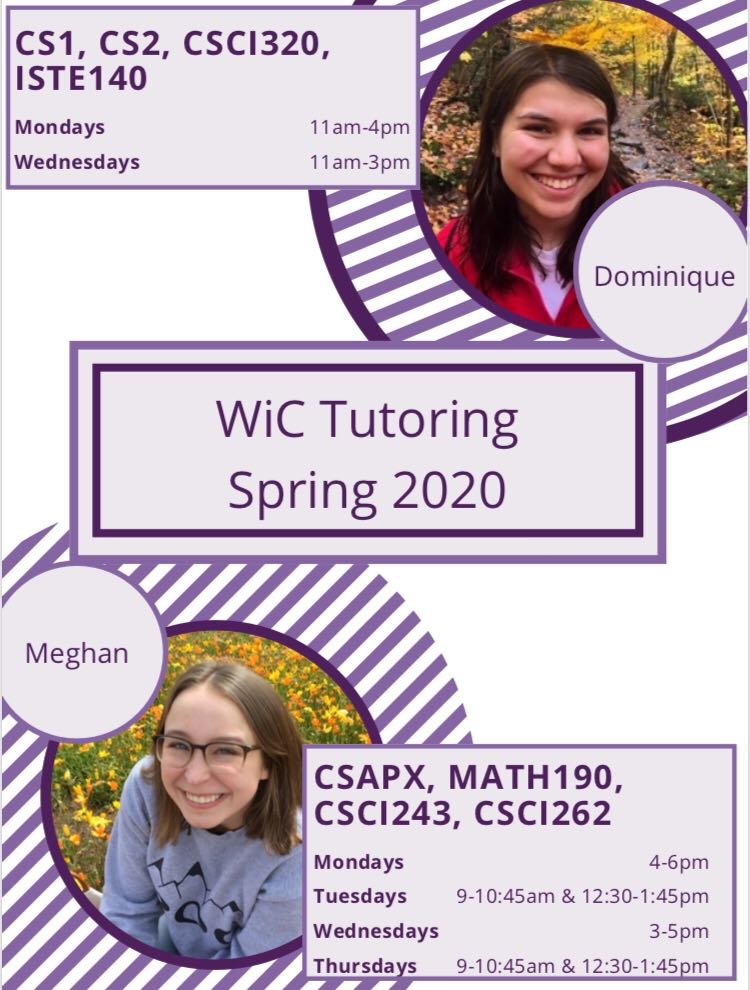 CS1, CS2, CSCI320,
ISTE140
Mondays 11am-4pm
Wednesdays 11am-3pm
Dominique
WiC Tutoring
Spring 2020
Meghan
CSAPX, MATH190,
CSCI243, CSCI262
Mondays 4-6pm
Tuesdays 9-10:45am & 12:30-1:45pm
Wednesdays 3-5pm
Thursdays 9-10:45am & 12:30-1:45pm